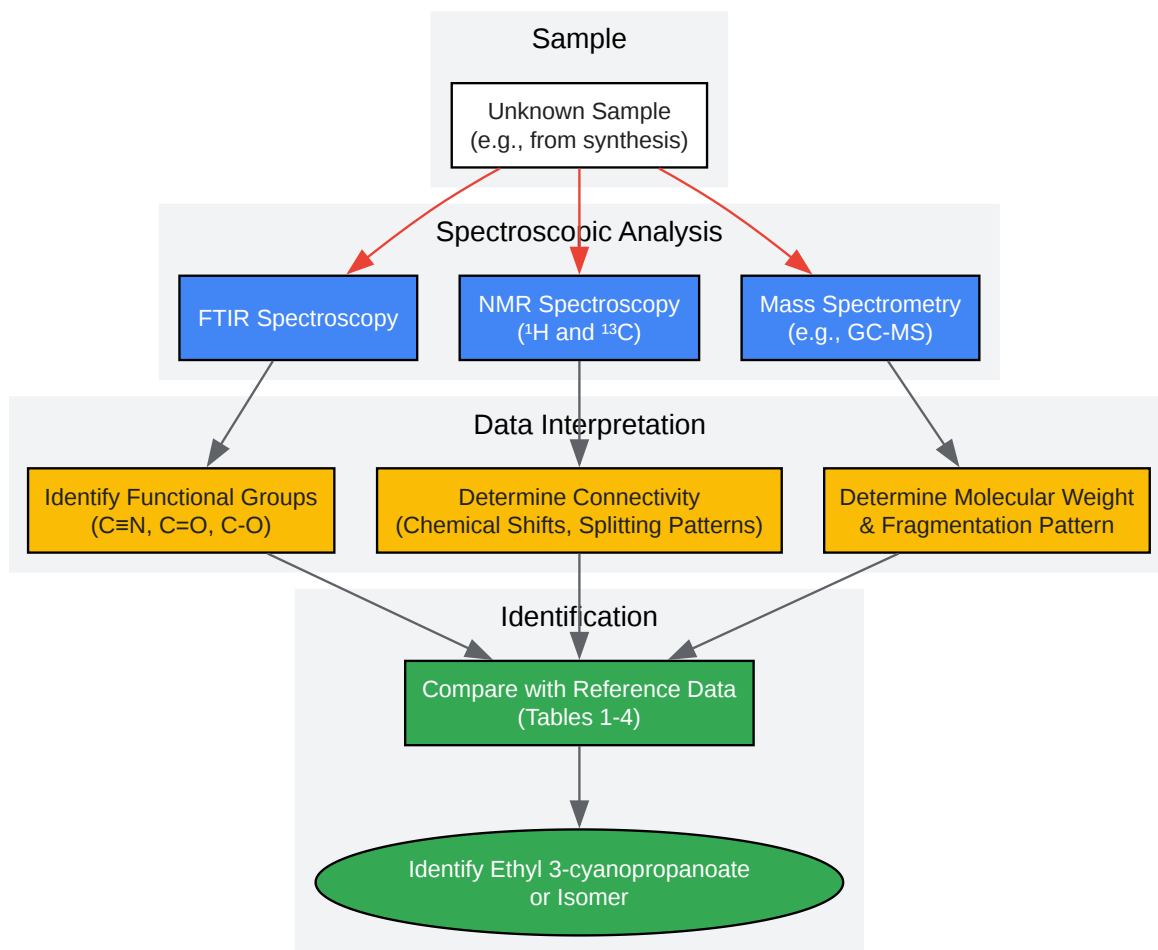 Sample
Unknown Sample
(e.g., from synthesis)
Spectroscopic Analysis
FTIR Spectroscopy
NMR Spectroscopy
(¹H and ¹³C)
Mass Spectrometry
(e.g., GC-MS)
Data Interpretation
Identify Functional Groups
(C≡N, C=O, C-O)
Determine Connectivity
(Chemical Shifts, Splitting Patterns)
Determine Molecular Weight
& Fragmentation Pattern
Identification
Compare with Reference Data
(Tables 1-4)
Identify Ethyl 3-cyanopropanoate
or Isomer